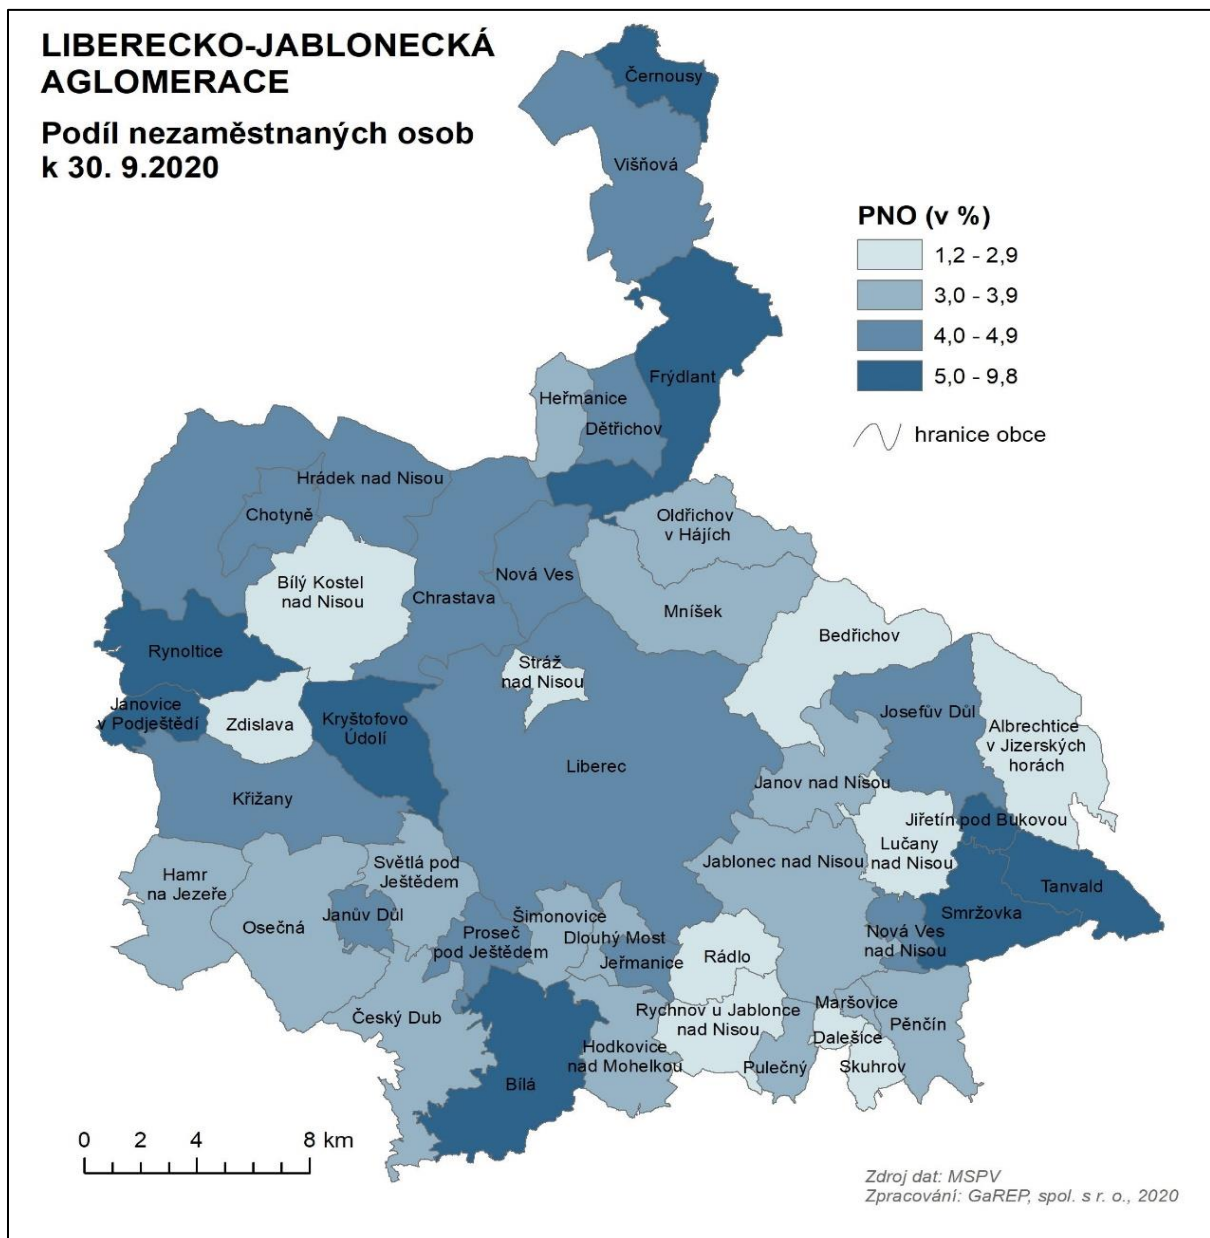 LIBERECKO-JABLONECKÁ
AGLOMERACE
Podíl nezaměstnaných osob
k 30. 9.2020
PNO (v %)
1,2 - 2,9
3,0 - 3,9
4,0 - 4,9
5,0 - 9,8
hranice obce
Černousy
Višňová
Frýdlant
Heřmanice
Dětřichov
Hrádek nad Nisou
Chotyně
Oldřichov
v Hájích
Nová Ves
Bílý Kostel
nad Nisou
Chrastava
Mníšek
Bedřichov
Rynoltice
Stráž
nad Nisou
Janovice
v Podještědí
Zdislava
Kryštofovo
Údolí
Josefův Důl
Albrechtice
v Jizerských
horách
Liberec
Janov nad Nisou
Křižany
Jiřetín pod Bukovou
Lučany
nad Nisou
Jablonec nad Nisou
Světlá pod
Ještědem
Hamr
na Jezeře
Tanvald
Janův Důl
Osečná
Smržovka
Šimonovice
Proseč
pod Ještědem
Dlouhý Most
Jeřmanice
Rádlo
Nová Ves
nad Nisou
Maršovice
Pěnčín
Rychnov u Jablonce
nad Nisou
Český Dub
Dalešice
Hodkovice
nad Mohelkou
Pulečný
Skuhrov
Bílá
0 2 4 8 km
Zdroj dat: MSPV
Zpracování: GaREP, spol. s r. o., 2020